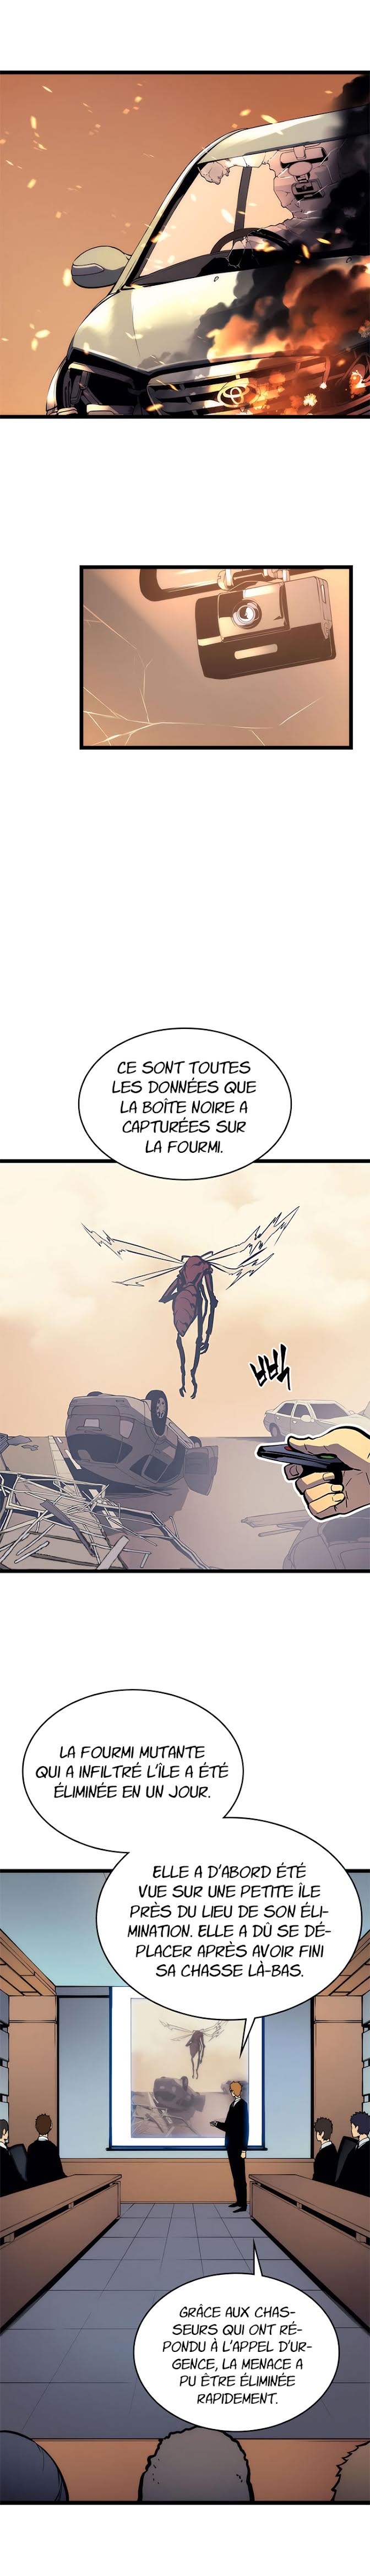 CE SONT TOUTES
LES DONNÉES QUE
LA BOÎTE NOIRE A
CAPTURÉES SUR
LA FOURMI.
삑
LA FOURMI MUTANTE
QUI A INFILTRÉ L'ÎLE A ÉTÉ
ÉLIMINÉE EN UN JOUR.
ELLE A D'ABORD ÉTÉ
VUE SUR UNE PETITE ÎLE
PRÈS DU LIEU DE SON ÉLI-
MINATION. ELLE A DÛ SE DÉ-
PLACER APRÈS AVOIR FINI
SA CHASSE LÀ-BAS.
GRÂCE AUX CHAS-
SEURS QUI ONT RÉ-
PONDU À L'APPEL D'UR-
GENCE, LA MENACE A
PU ÊTRE ÉLIMINÉE
RAPIDEMENT.